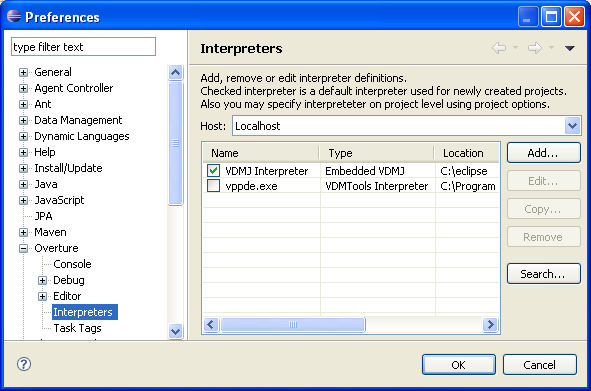 Preferences
type filter text
General
Agent Controller
Ant
Data Management
Dynamic Languages
Help
Install/Update
Java
JavaScript
JPA
Maven
Overture
Console
Debug
Editor
Interpreters
Task Tags
Interpreters
Add, remove or edit interpreter definitions.
Checked interpreter is a default interpreter used for newly created projects.
Also you may specify interpreteter on project level using project options.
Host: Localhost
Name Type Location
VDMJ Interpreter Embedded VDMJ C:\eclipse
vppde.exe VDMTools Interpreter C:\Program
Add...
Edit...
Copy...
Remove
Search...
OK Cancel